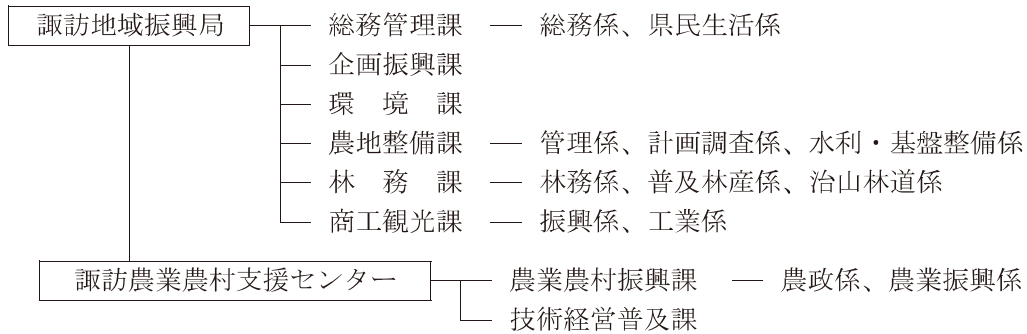 諏訪地域振興局 総務管理課 総務係、県民生活係
企画振興課
環境課
農地整備課 管理係、計画調査係、水利・基盤整備係
林務課 林務係、普及林産係、治山林道係
商工観光課 振興係、工業係
諏訪農業農村支援センター 農業農村振興課 農政係、農業振興係
技術経営普及課